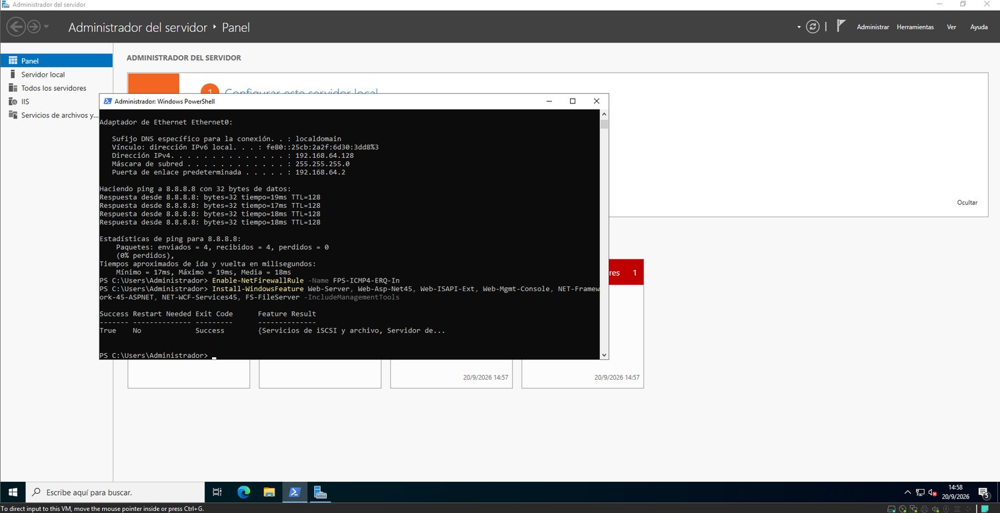 Administrador del servidor
Administrador del servidor ‣ Panel
Administrar Herramientas Ver Ayuda
Panel
Servidor local
Todos los servidores
IIS
Servicios de archivos y...
ADMINISTRADOR DEL SERVIDOR
1 Configurar este servidor local
Ocultar
Administrador: Windows PowerShell
Adaptador de Ethernet Ethernet0:
   Sufijo DNS específico para la conexión. . : localdomain
   Vínculo: dirección IPv6 local. . . : fe80::25cb:2a2f:6d30:3dd8%3
   Dirección IPv4. . . . . . . . . . . . . . : 192.168.64.128
   Máscara de subred . . . . . . . . . . . . : 255.255.255.0
   Puerta de enlace predeterminada . . . . . : 192.168.64.2
Haciendo ping a 8.8.8.8 con 32 bytes de datos:
Respuesta desde 8.8.8.8: bytes=32 tiempo=19ms TTL=128
Respuesta desde 8.8.8.8: bytes=32 tiempo=17ms TTL=128
Respuesta desde 8.8.8.8: bytes=32 tiempo=18ms TTL=128
Respuesta desde 8.8.8.8: bytes=32 tiempo=18ms TTL=128
Estadísticas de ping para 8.8.8.8:
    Paquetes: enviados = 4, recibidos = 4, perdidos = 0
    (0% perdidos),
Tiempos aproximados de ida y vuelta en milisegundos:
    Mínimo = 17ms, Máximo = 19ms, Media = 18ms
PS C:\Users\Administrador> Enable-NetFirewallRule -Name FPS-ICMP4-ERQ-In
PS C:\Users\Administrador> Install-WindowsFeature Web-Server, Web-Asp-Net45, Web-ISAPI-Ext, Web-Mgmt-Console, NET-Framew
ork-45-ASPNET, NET-WCF-Services45, FS-FileServer -IncludeManagementTools
Success Restart Needed Exit Code      Feature Result
------- -------------- ---------      --------------
True    No             Success        {Servicios de iSCSI y archivo, Servidor de...
PS C:\Users\Administrador>
res 1
20/9/2026 14:57
20/9/2026 14:57
Escribe aquí para buscar.
14:58
20/9/2026
5
To direct input to this VM, move the mouse pointer inside or press Ctrl+G.